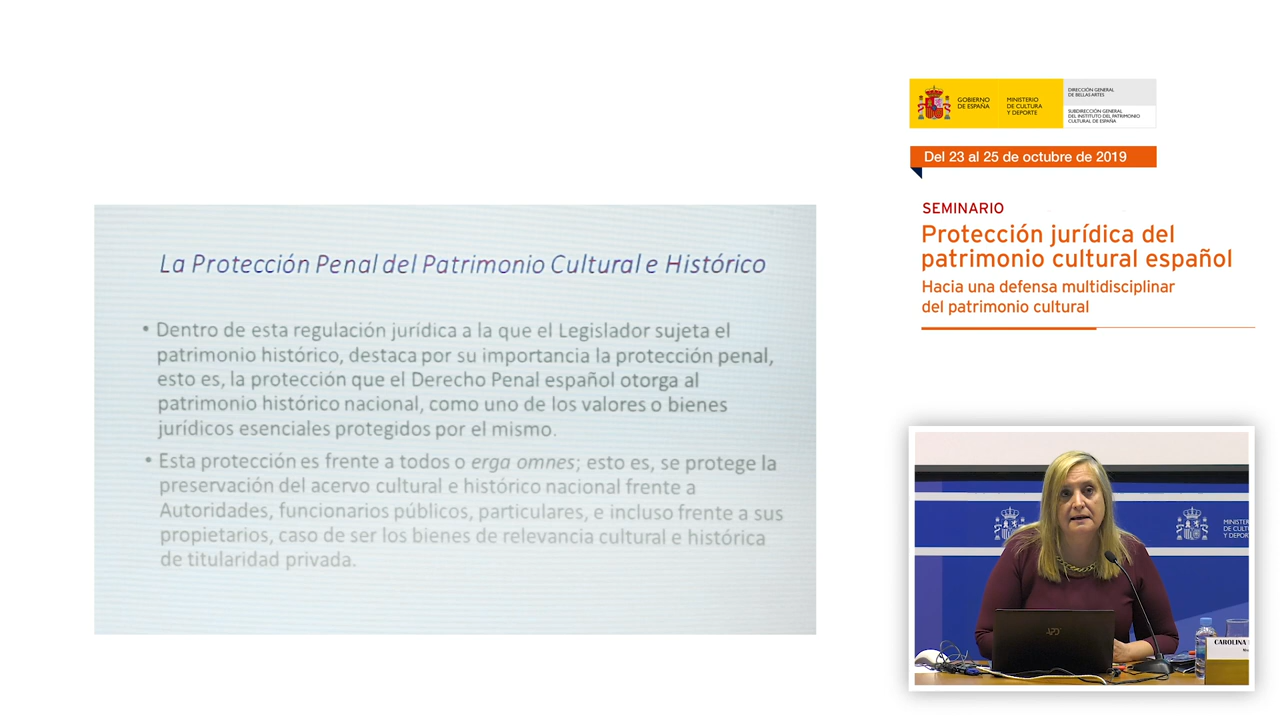 GOBIERNO
DE ESPAÑA
MINISTERIO
DE CULTURA
Y DEPORTE
DIRECCIÓN GENERAL
DE BELLAS ARTES
SUBDIRECCIÓN GENERAL
DEL INSTITUTO DEL PATRIMONIO
CULTURAL DE ESPAÑA
Del 23 al 25 de octubre de 2019
SEMINARIO
Protección jurídica del
patrimonio cultural español
Hacia una defensa multidisciplinar
del patrimonio cultural
La Protección Penal del Patrimonio Cultural e Histórico
• Dentro de esta regulación jurídica a la que el Legislador sujeta el
patrimonio histórico, destaca por su importancia la protección penal,
esto es, la protección que el Derecho Penal español otorga al
patrimonio histórico nacional, como uno de los valores o bienes
jurídicos esenciales protegidos por el mismo.
• Esta protección es frente a todos o erga omnes; esto es, se protege la
preservación del acervo cultural e histórico nacional frente a
Autoridades, funcionarios públicos, particulares, e incluso frente a sus
propietarios, caso de ser los bienes de relevancia cultural e histórica
de titularidad privada.
DE CULT
Y DEPOR
CAROLINA